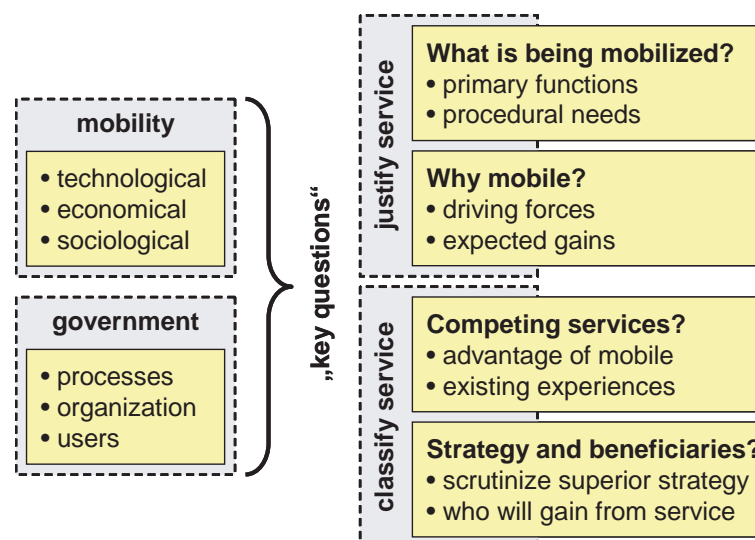 mobility
• technological
• economical
• sociological
government
• processes
• organization
• users
„key questions“
justify service
What is being mobilized?
• primary functions
• procedural needs
Why mobile?
• driving forces
• expected gains
classify service
Competing services?
• advantage of mobile
• existing experiences
Strategy and beneficiaries?
• scrutinize superior strategy
• who will gain from service